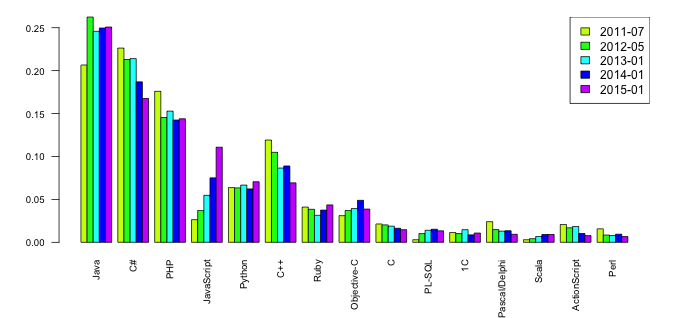 0.25
0.20
0.15
0.10
0.05
0.00
2011-07
2012-05
2013-01
2014-01
2015-01
Java
C#
PHP
JavaScript
Python
C++
Ruby
Objective-C
C
PL-SQL
1C
Pascal/Delphi
Scala
ActionScript
Perl